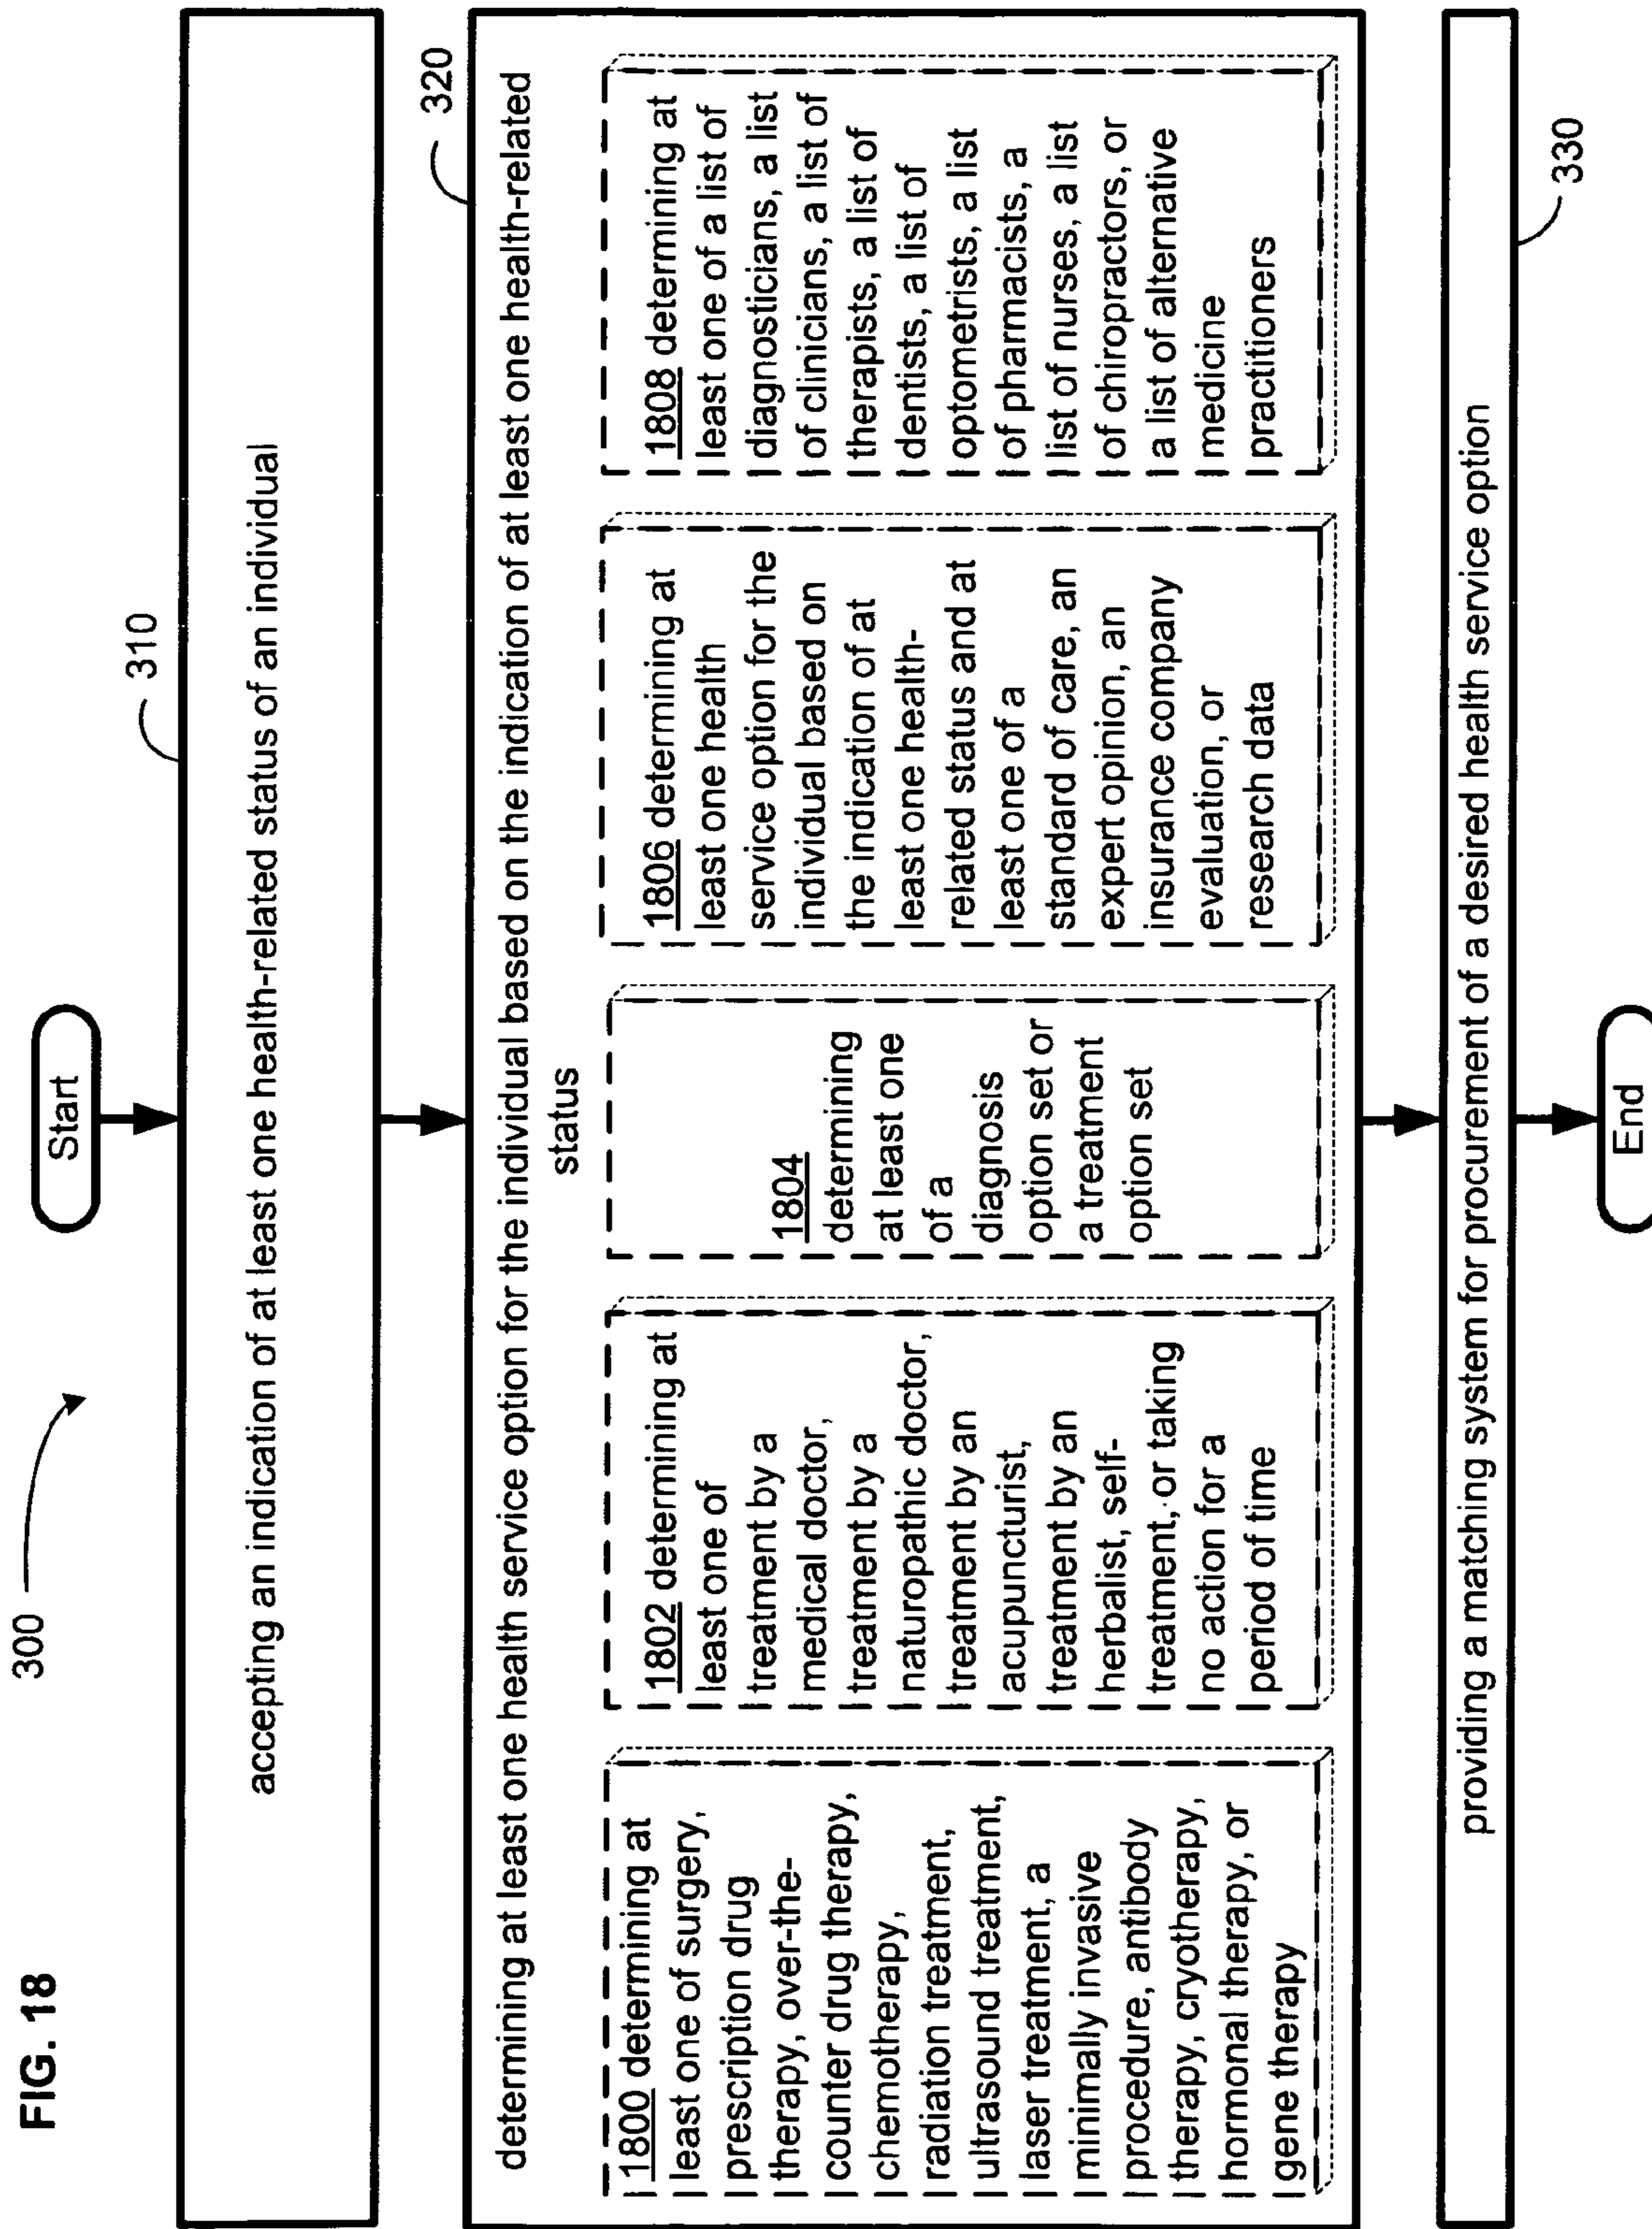 FIG. 18
300
Start
310
accepting an indication of at least one health-related status of an individual
320
determining at least one health service option for the individual based on the indication of at least one health-related
status
1800 determining at
least one of surgery,
prescription drug
therapy, over-the-
counter drug therapy,
chemotherapy,
radiation treatment,
ultrasound treatment,
laser treatment, a
minimally invasive
procedure, antibody
therapy, cryotherapy,
hormonal therapy, or
gene therapy
1802 determining at
least one of
treatment by a
medical doctor,
treatment by a
naturopathic doctor,
treatment by an
acupuncturist,
treatment by an
herbalist, self-
treatment, or taking
no action for a
period of time
1804
determining
at least one
of a
diagnosis
option set or
a treatment
option set
1806 determining at
least one health
service option for the
individual based on
the indication of at
least one health-
related status and at
least one of a
standard of care, an
expert opinion, an
insurance company
evaluation, or
research data
1808 determining at
least one of a list of
diagnosticians, a list
of clinicians, a list of
therapists, a list of
dentists, a list of
optometrists, a list
of pharmacists, a
list of nurses, a list
of chiropractors, or
a list of alternative
medicine
practitioners
330
providing a matching system for procurement of a desired health service option
End